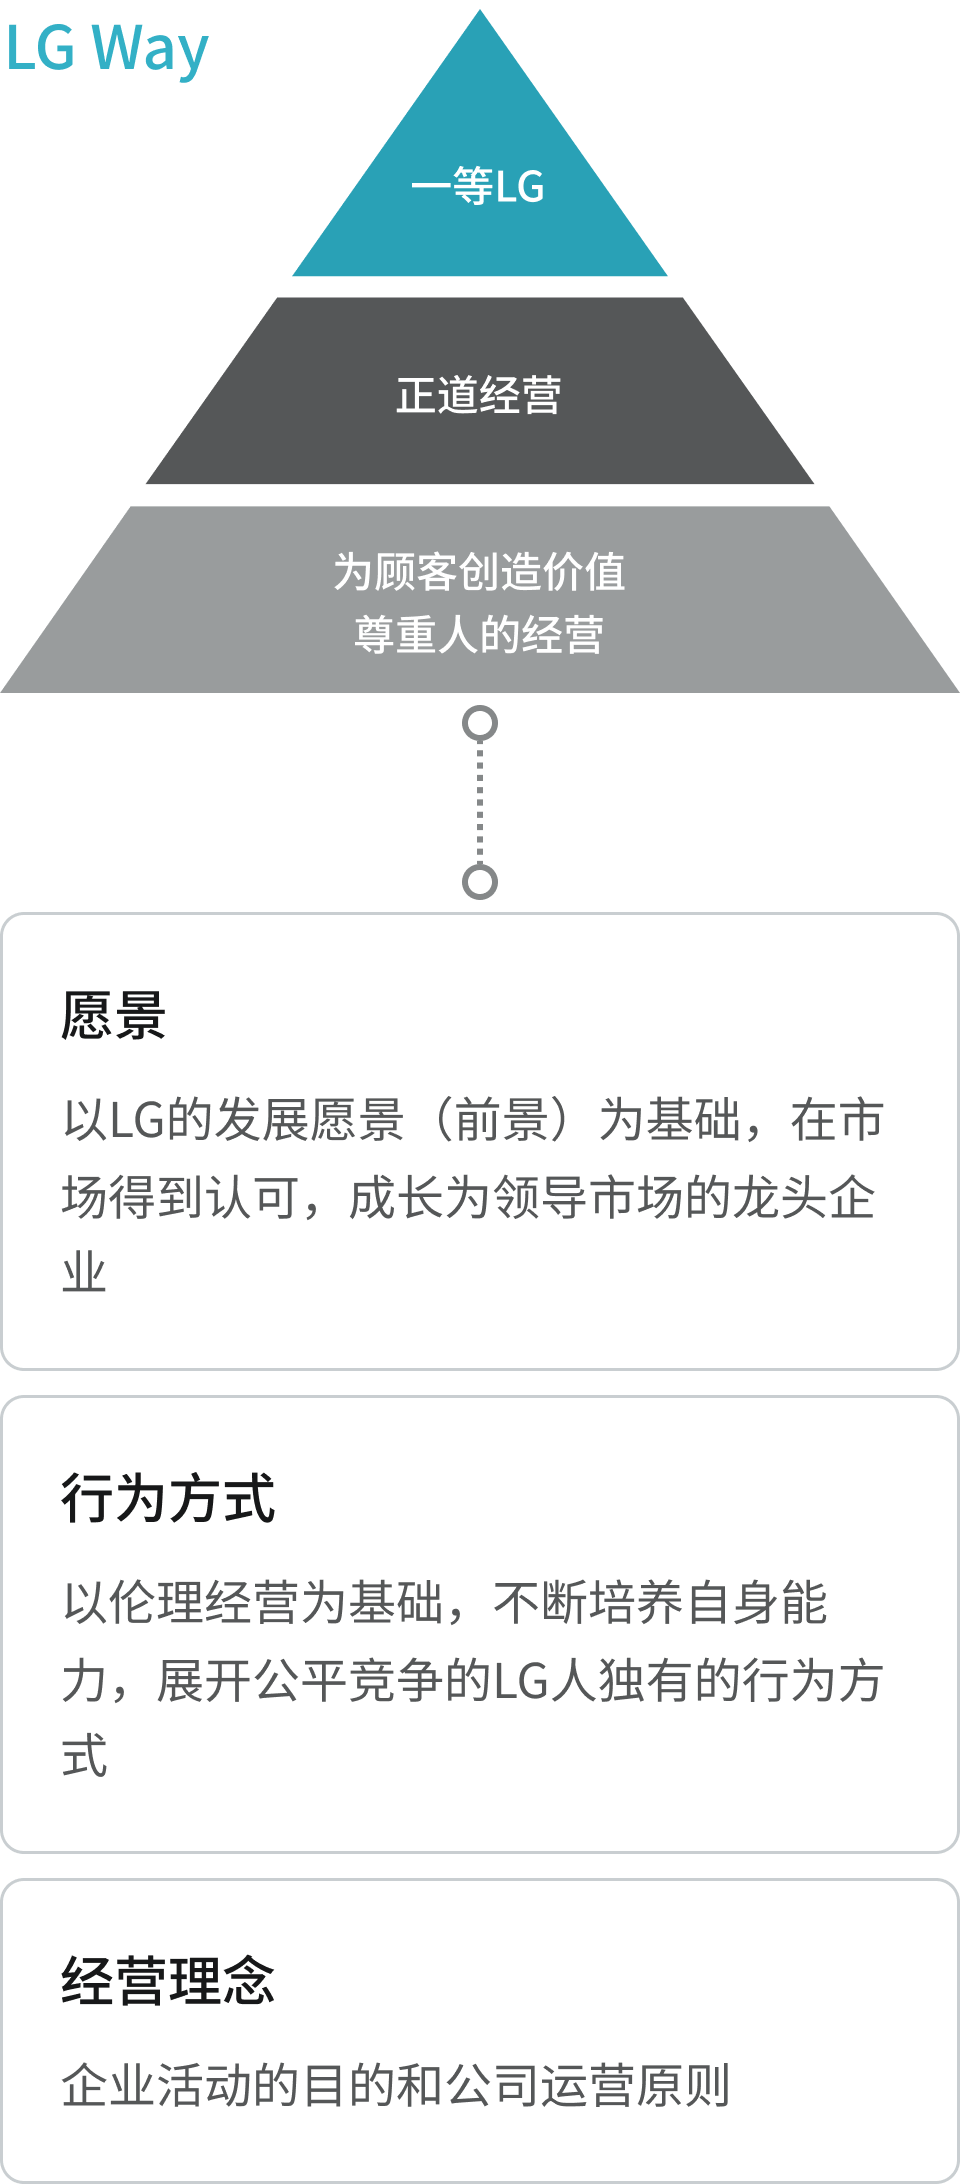 LG Way
一等LG
正道经营
为顾客创造价值
尊重人的经营
愿景
以LG的发展愿景（前景）为基础，在市
场得到认可，成长为领导市场的龙头企
业
行为方式
以伦理经营为基础，不断培养自身能
力，展开公平竞争的LG人独有的行为方
式
经营理念
企业活动的目的和公司运营原则